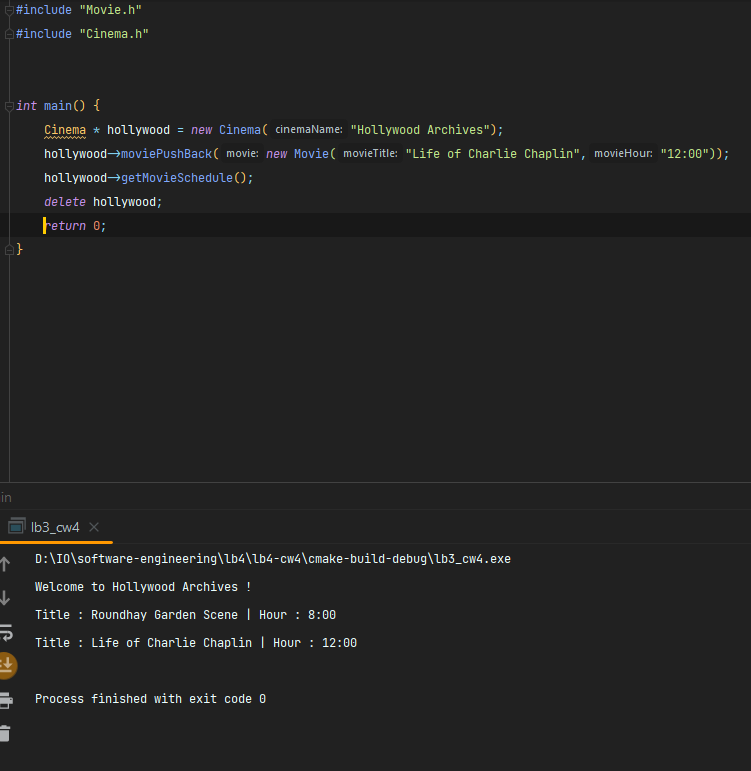 #include "Movie.h"
#include "Cinema.h"
int main() {
Cinema * hollywood = new Cinema( cinemaName: "Hollywood Archives");
hollywood->moviePushBack( movie: new Movie( movieTitle: "Life of Charlie Chaplin", movieHour: "12:00"));
hollywood->getMovieSchedule();
delete hollywood;
return 0;
}
in
lb3_cw4
D:\IO\software-engineering\lb4\lb4-cw4\cmake-build-debug\lb3_cw4.exe
Welcome to Hollywood Archives !
Title : Roundhay Garden Scene | Hour : 8:00
Title : Life of Charlie Chaplin | Hour : 12:00
Process finished with exit code 0